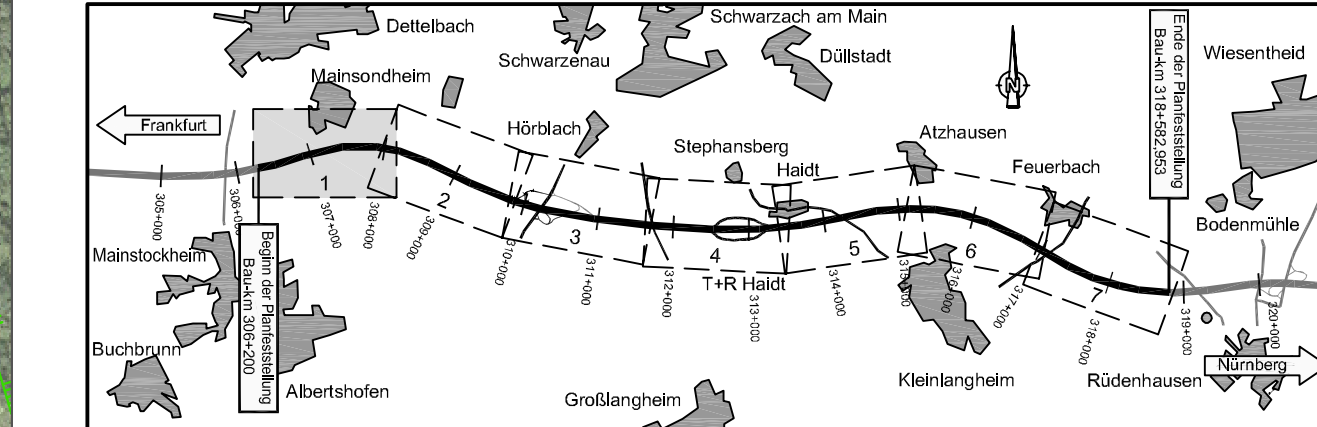 Dettelbach
Schwarzach am Main
Schwarzenau
Düllstadt
Wiesentheid
Mainsondheim
Frankfurt
Hörblach
Stephansberg
Haidt
Atzhausen
Feuerbach
Ende der Planfeststellung
Bau-km 318+582,953
Bodenmühle
1
2
3
4
5
6
7
T+R Haidt
305+000
306+000
307+000
308+000
309+000
310+000
311+000
312+000
313+000
314+000
315+000
316+000
317+000
318+000
319+000
320+000
Mainstockheim
Beginn der Planfeststellung
Bau-km 306+200
Buchbrunn
Albertshofen
Großlangheim
Kleinlangheim
Rüdenhausen
Nürnberg